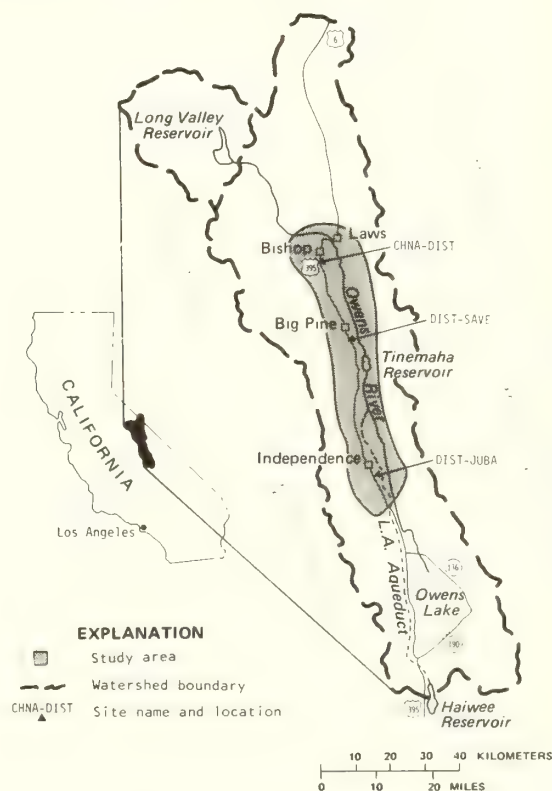 6
Long Valley
Reservoir
Laws
Bishop
CHNA-DIST
395
Owens
River
DIST-SAVE
Big Pine
Tinemaha
Reservoir
CALIFORNIA
Independence
DIST-JUBA
Los Angeles
L.A. Aqueduct
Owens
Lake
190
EXPLANATION
Study area
Watershed boundary
CHNA-DIST Site name and location
395
Haiwee
Reservoir
10 20 30 40 KILOMETERS
0 10 20 MILES